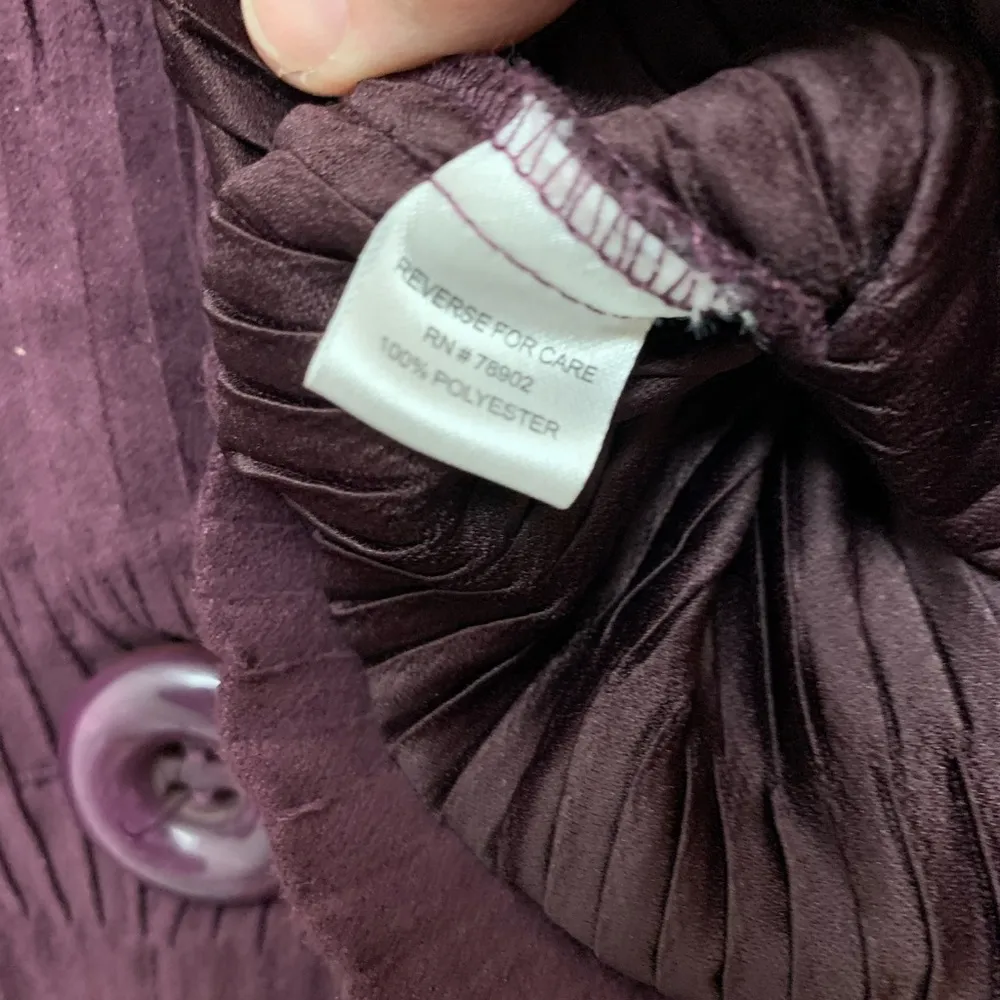 REVERSE FOR CARE
RN # 78902
100% POLYESTER